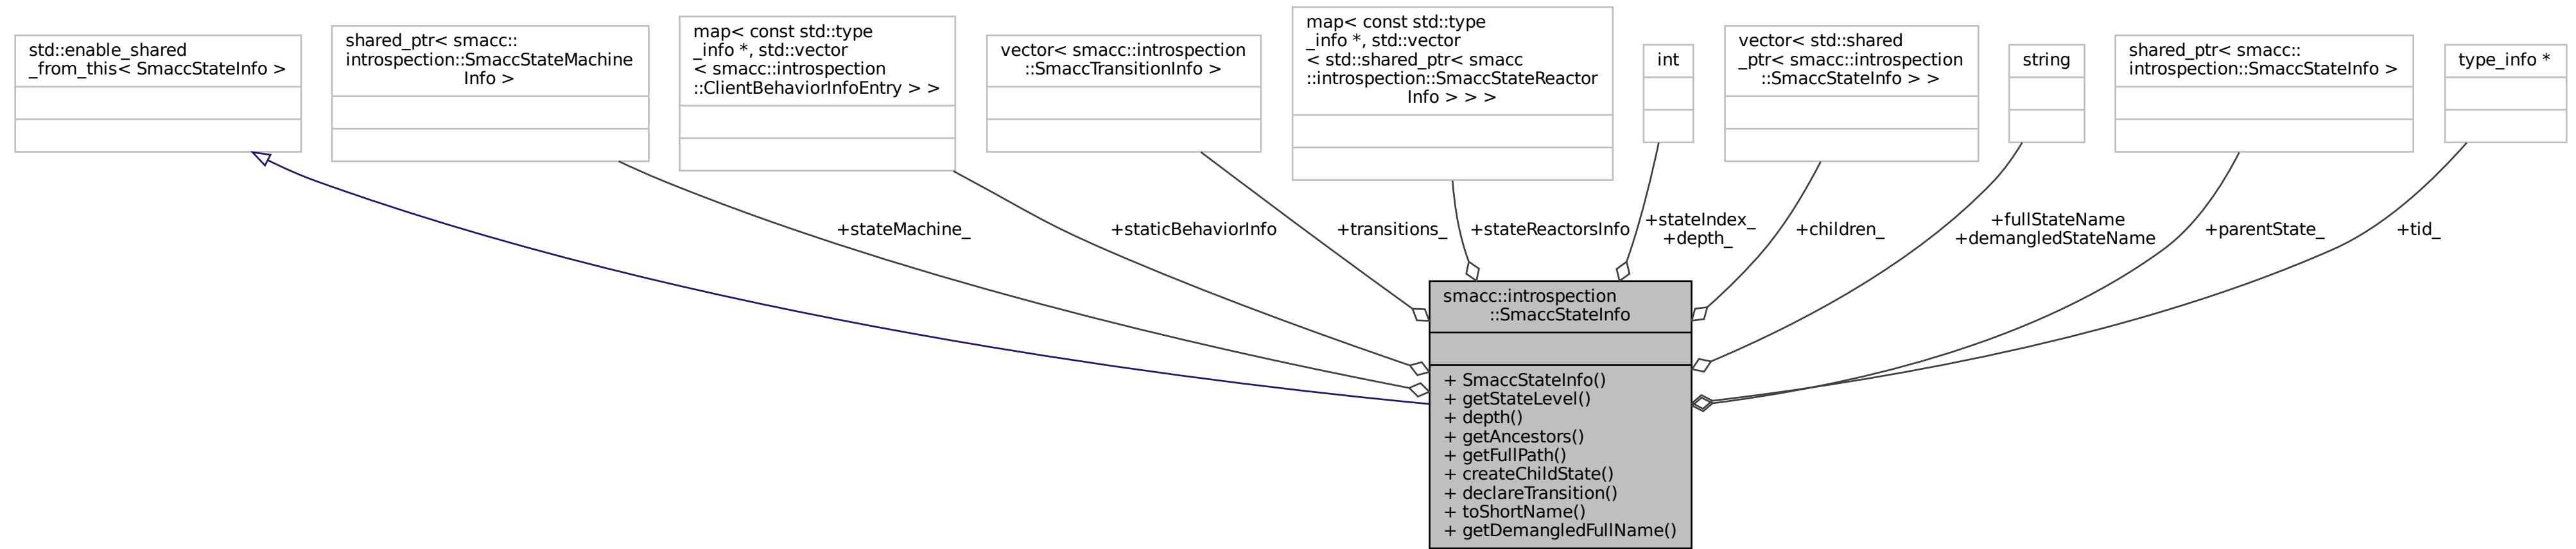 std::enable_shared
_from_this< SmaccStateInfo >
shared_ptr< smacc::
introspection::SmaccStateMachine
Info >
map< const std::type
_info *, std::vector
< smacc::introspection
::ClientBehaviorInfoEntry > >
vector< smacc::introspection
::SmaccTransitionInfo >
map< const std::type
_info *, std::vector
< std::shared_ptr< smacc
::introspection::SmaccStateReactor
Info > > >
int
vector< std::shared
_ptr< smacc::introspection
::SmaccStateInfo > >
string
shared_ptr< smacc::
introspection::SmaccStateInfo >
type_info *
+stateMachine_
+staticBehaviorInfo
+transitions_
+stateReactorsInfo
+stateIndex_
+depth_
+children_
+fullStateName
+demangledStateName
+parentState_
+tid_
smacc::introspection
::SmaccStateInfo
+ SmaccStateInfo()
+ getStateLevel()
+ depth()
+ getAncestors()
+ getFullPath()
+ createChildState()
+ declareTransition()
+ toShortName()
+ getDemangledFullName()